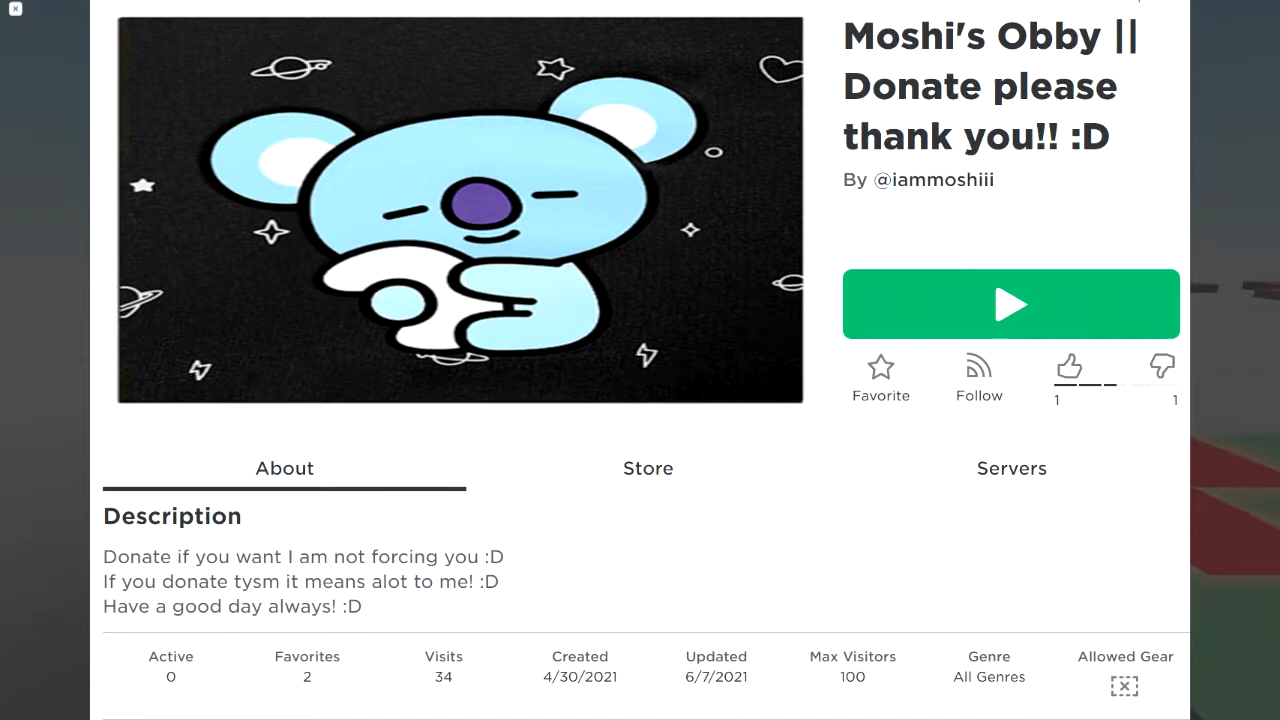 Moshi's Obby ||
Donate please
thank you!! :D
By @iammoshiii
Favorite
Follow
1
1
About
Store
Servers
Description
Donate if you want I am not forcing you :D
If you donate tysm it means alot to me! :D
Have a good day always! :D
Active
Favorites
Visits
Created
Updated
Max Visitors
Genre
Allowed Gear
0
2
34
4/30/2021
6/7/2021
100
All Genres